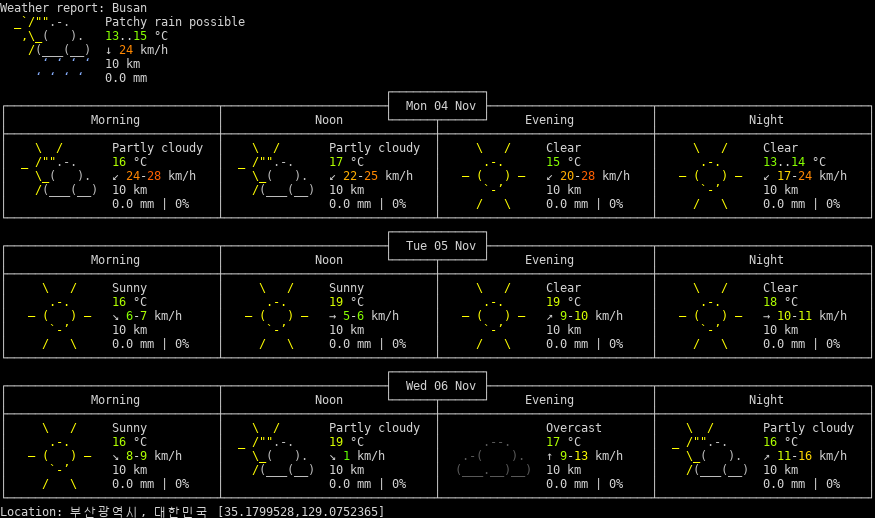 Weather report: Busan
Patchy rain possible
13..15 °C
↓ 24 km/h
10 km
0.0 mm
Mon 04 Nov
Morning Noon Evening Night
Partly cloudy Partly cloudy Clear Clear
16 °C 17 °C 15 °C 13..14 °C
↙ 24-28 km/h ↙ 22-25 km/h ↙ 20-28 km/h ↙ 17-24 km/h
10 km 10 km 10 km 10 km
0.0 mm | 0% 0.0 mm | 0% 0.0 mm | 0% 0.0 mm | 0%
Tue 05 Nov
Morning Noon Evening Night
Sunny Sunny Clear Clear
16 °C 19 °C 19 °C 18 °C
↘ 6-7 km/h → 5-6 km/h ↗ 9-10 km/h → 10-11 km/h
10 km 10 km 10 km 10 km
0.0 mm | 0% 0.0 mm | 0% 0.0 mm | 0% 0.0 mm | 0%
Wed 06 Nov
Morning Noon Evening Night
Sunny Partly cloudy Overcast Partly cloudy
16 °C 19 °C 17 °C 16 °C
↘ 8-9 km/h ↘ 1 km/h ↑ 9-13 km/h ↗ 11-16 km/h
10 km 10 km 10 km 10 km
0.0 mm | 0% 0.0 mm | 0% 0.0 mm | 0% 0.0 mm | 0%
Location: 부산광역시, 대한민국 [35.1799528,129.0752365]